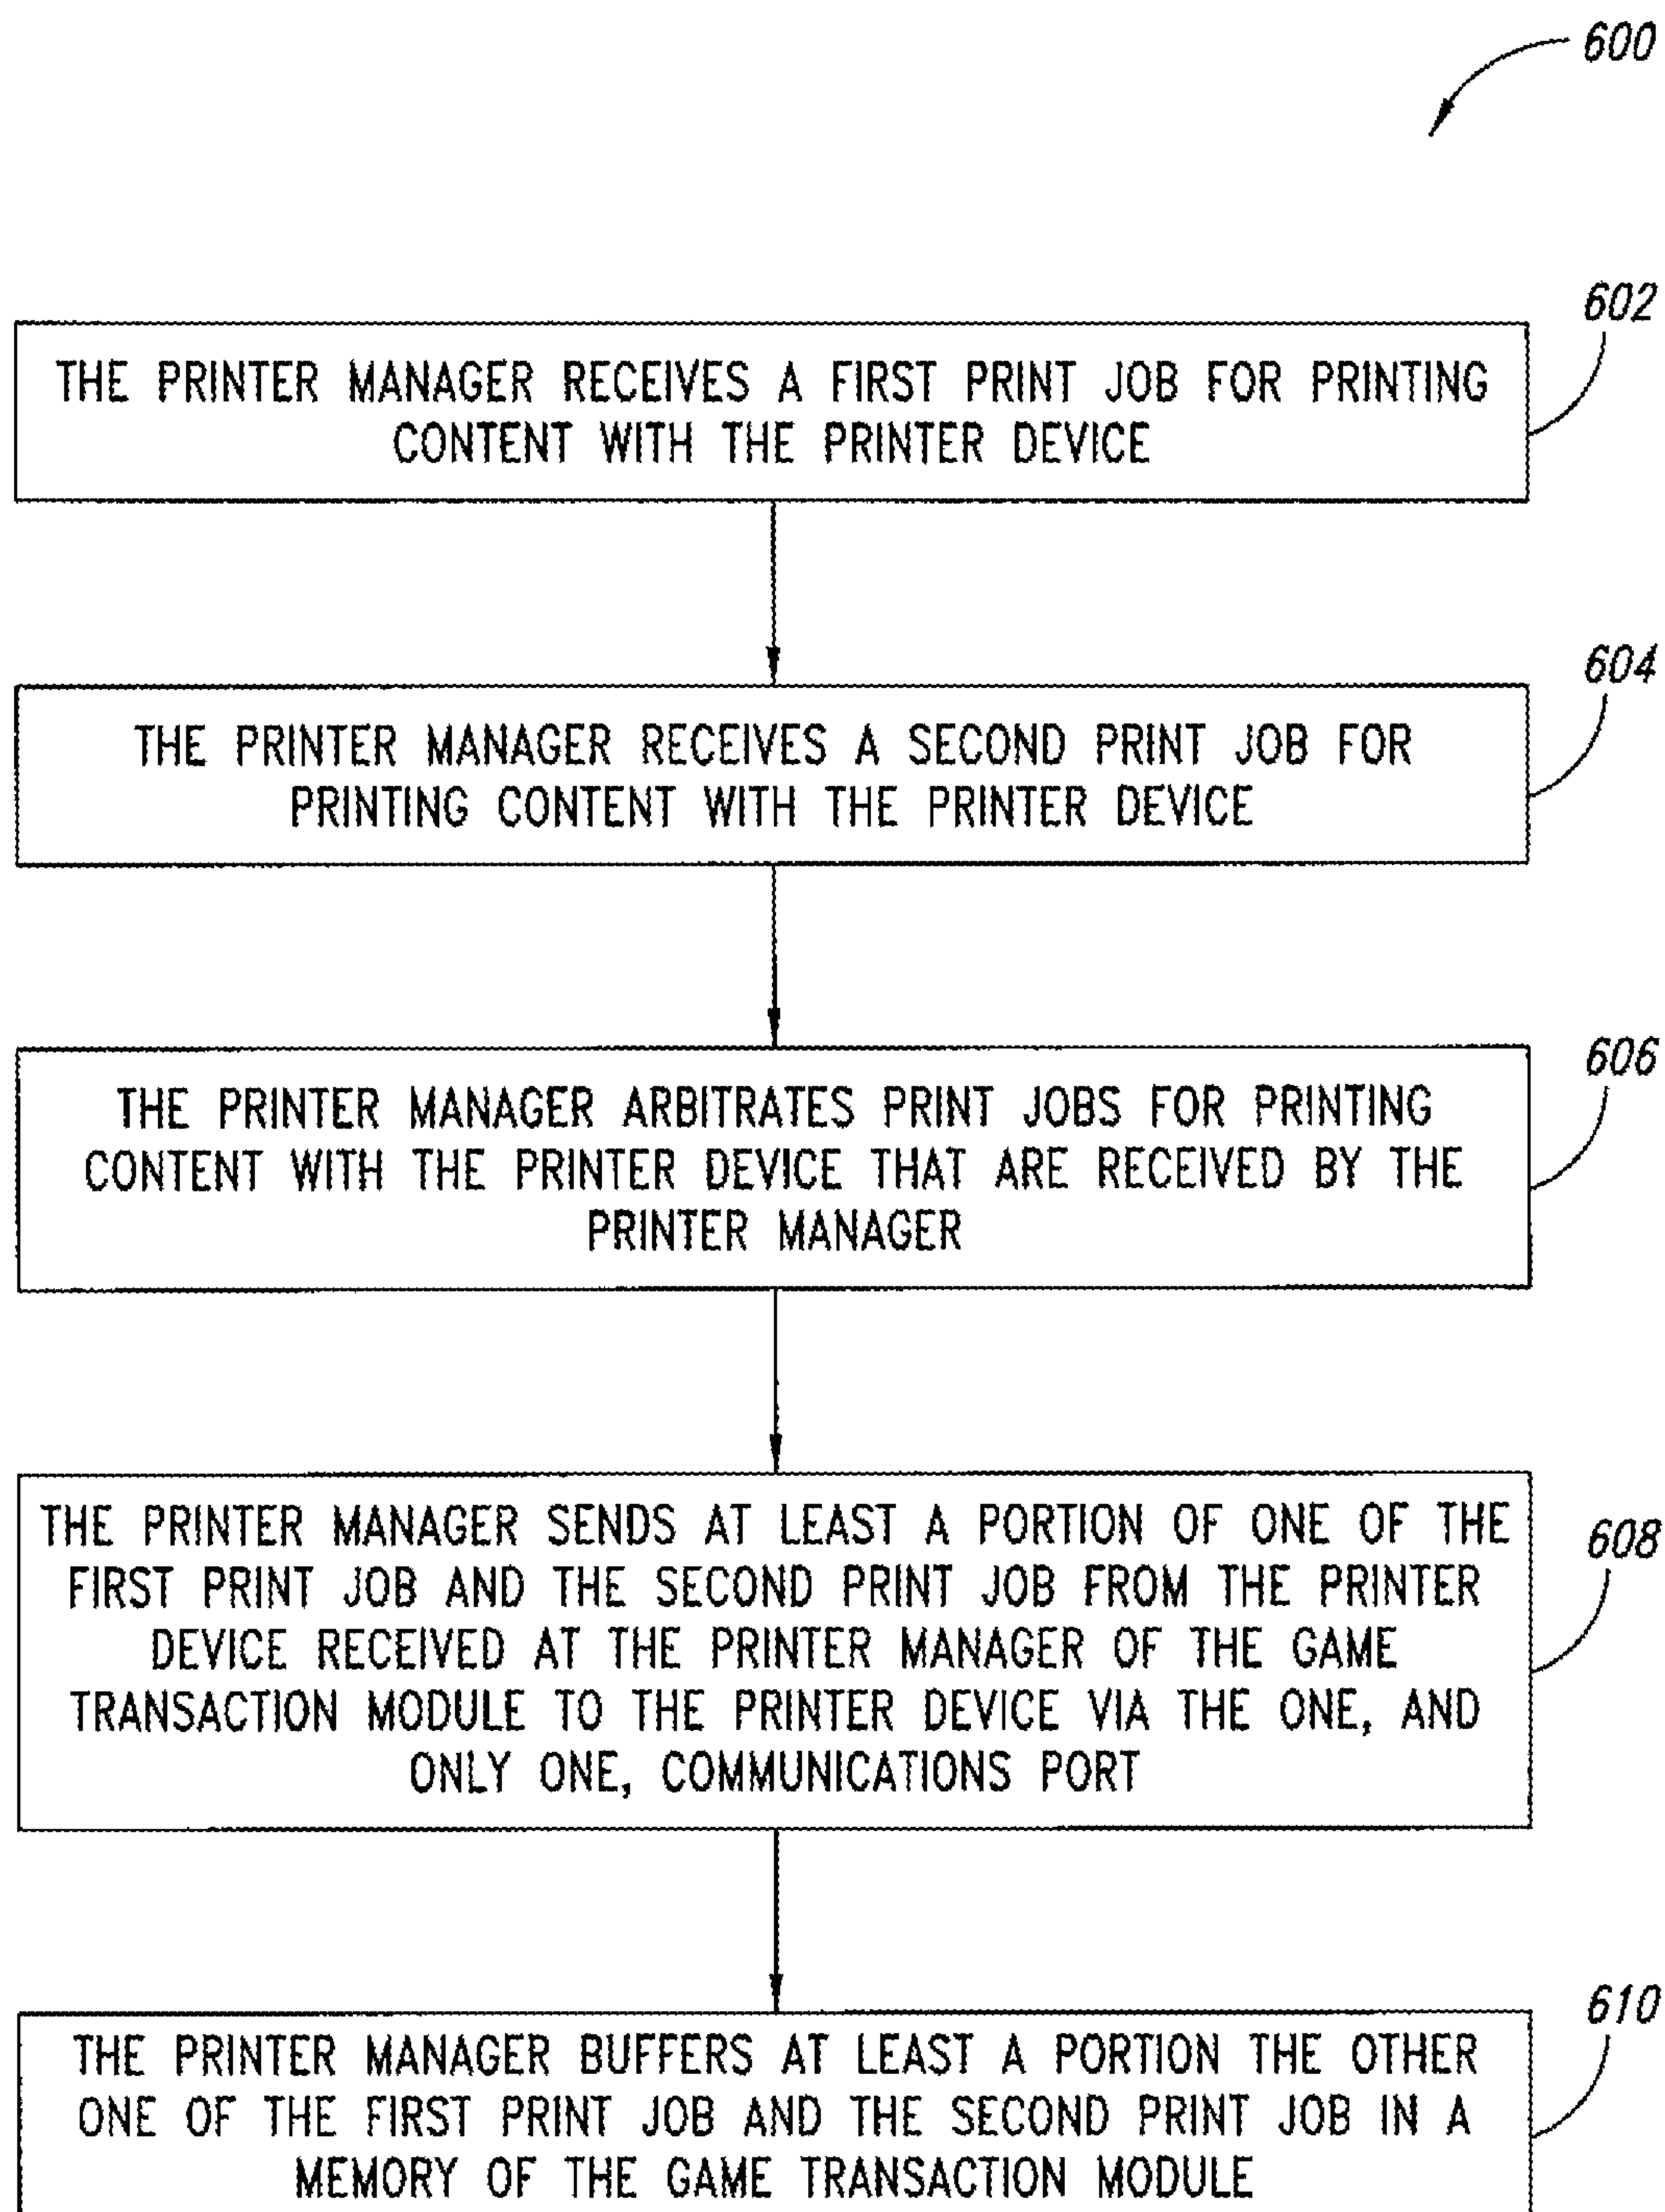 600
602
THE PRINTER MANAGER RECEIVES A FIRST PRINT JOB FOR PRINTING
CONTENT WITH THE PRINTER DEVICE
604
THE PRINTER MANAGER RECEIVES A SECOND PRINT JOB FOR
PRINTING CONTENT WITH THE PRINTER DEVICE
606
THE PRINTER MANAGER ARBITRATES PRINT JOBS FOR PRINTING
CONTENT WITH THE PRINTER DEVICE THAT ARE RECEIVED BY THE
PRINTER MANAGER
608
THE PRINTER MANAGER SENDS AT LEAST A PORTION OF ONE OF THE
FIRST PRINT JOB AND THE SECOND PRINT JOB FROM THE PRINTER
DEVICE RECEIVED AT THE PRINTER MANAGER OF THE GAME
TRANSACTION MODULE TO THE PRINTER DEVICE VIA THE ONE, AND
ONLY ONE, COMMUNICATIONS PORT
610
THE PRINTER MANAGER BUFFERS AT LEAST A PORTION THE OTHER
ONE OF THE FIRST PRINT JOB AND THE SECOND PRINT JOB IN A
MEMORY OF THE GAME TRANSACTION MODULE